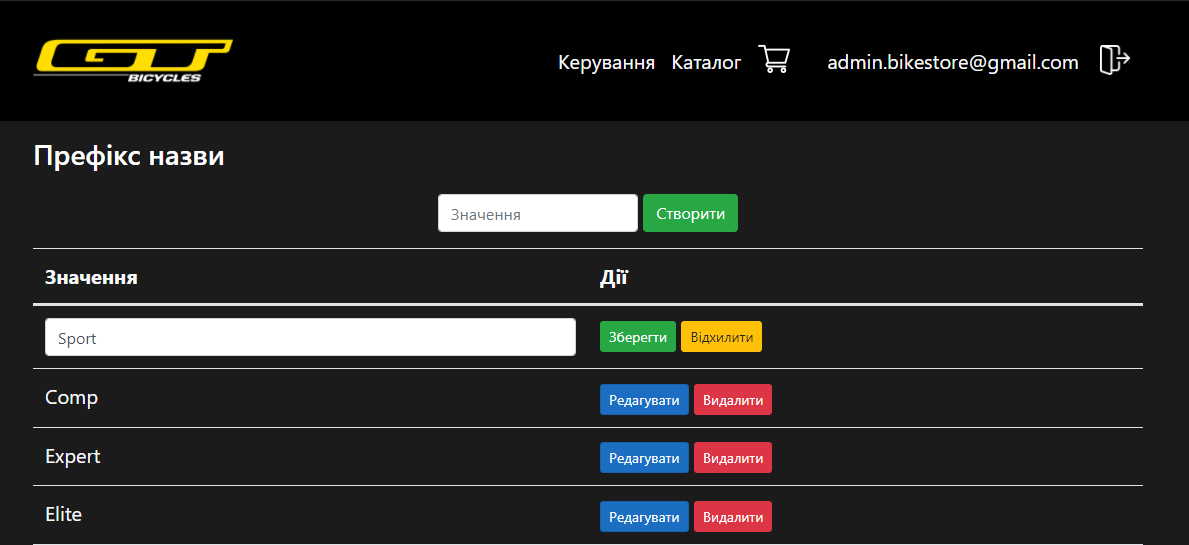 GT
BICYCLES
Керування Каталог admin.bikestore@gmail.com
Префікс назви
Значення Створити
Значення Дії
Sport Зберегти Відхилити
Comp Редагувати Видалити
Expert Редагувати Видалити
Elite Редагувати Видалити